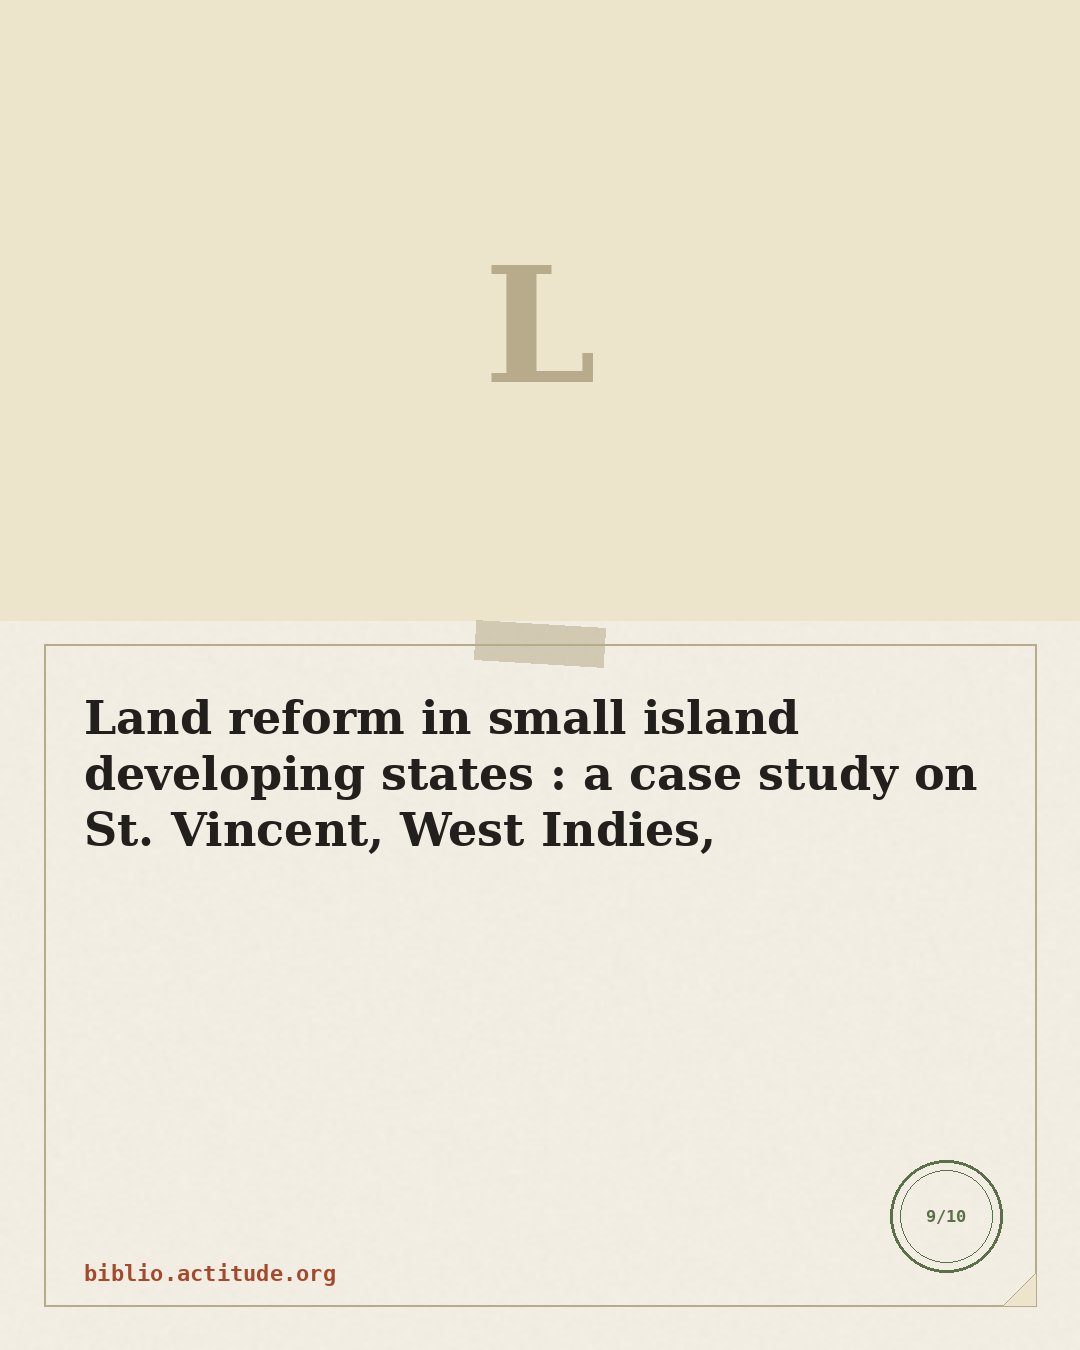 L
Land reform in small island
developing states : a case study on
St. Vincent, West Indies,
9/10
biblio.actitude.org